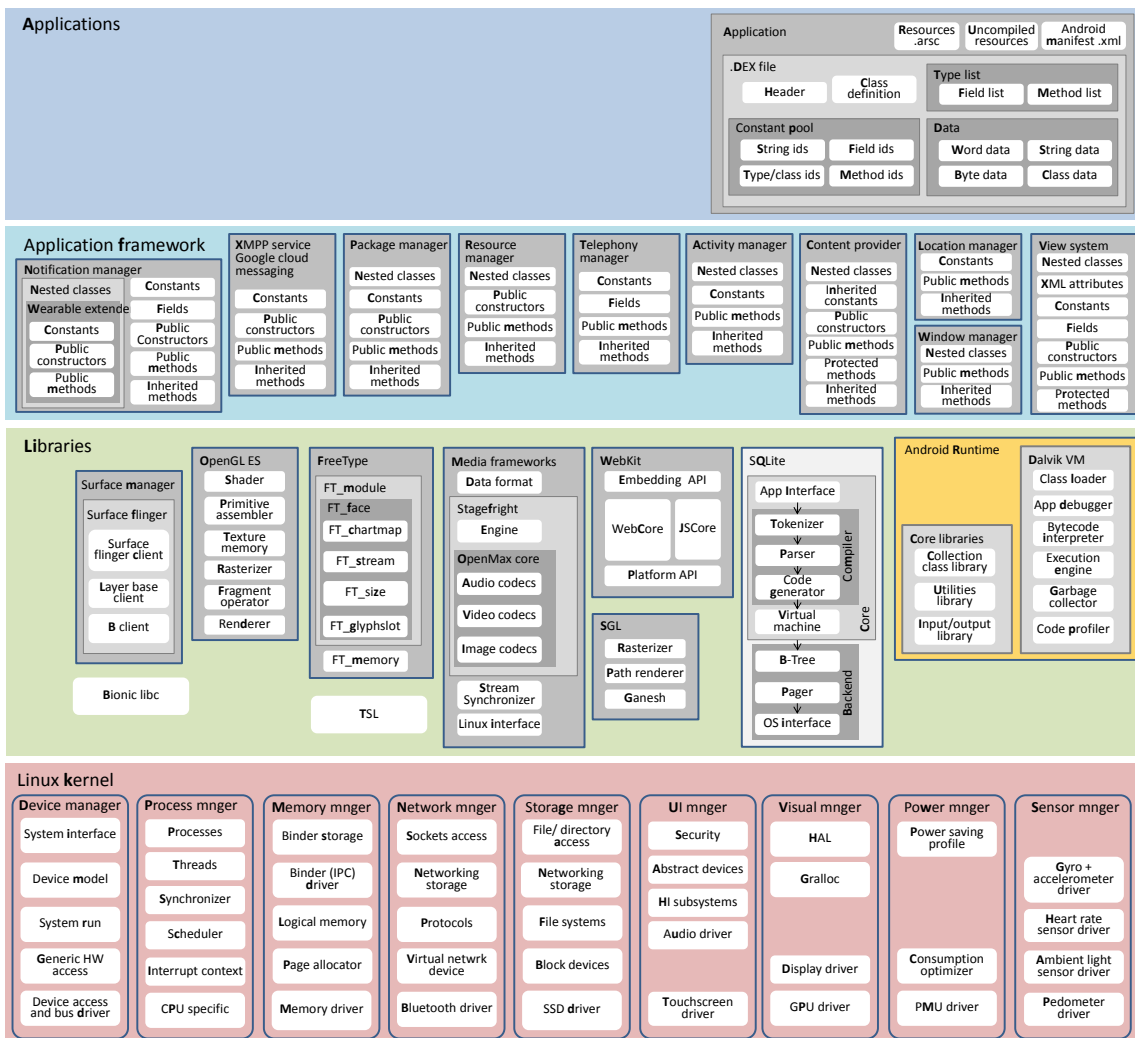 Applications
Application
Resources
.arsc
Uncompiled
resources
Android
manifest .xml
.DEX file
Header
Class
definition
Type list
Field list
Method list
Constant pool
String ids
Field ids
Type/class ids
Method ids
Data
Word data
String data
Byte data
Class data
Application framework
Notification manager
Nested classes
Wearable extende
Constants
Public
constructors
Public
methods
Constants
Fields
Public
Constructors
Public
methods
Inherited
methods
XMPP service
Google cloud
messaging
Constants
Public
constructors
Public methods
Inherited
methods
Package manager
Nested classes
Constants
Public
constructors
Public methods
Inherited
methods
Resource
manager
Nested classes
Public
constructors
Public methods
Inherited
methods
Telephony
manager
Constants
Fields
Public methods
Inherited
methods
Activity manager
Nested classes
Constants
Public methods
Inherited
methods
Content provider
Nested classes
Inherited
constants
Public
constructors
Public methods
Protected
methods
Inherited
methods
Location manager
Constants
Public methods
Inherited
methods
Window manager
Nested classes
Public methods
Inherited
methods
View system
Nested classes
XML attributes
Constants
Fields
Public
constructors
Public methods
Protected
methods
Libraries
Surface manager
Surface flinger
Surface
flinger client
Layer base
client
B client
Bionic libc
OpenGL ES
Shader
Primitive
assembler
Texture
memory
Rasterizer
Fragment
operator
Renderer
FreeType
FT_module
FT_face
FT_chartmap
FT_stream
FT_size
FT_glyphslot
FT_memory
TSL
Media frameworks
Data format
Stagefright
Engine
OpenMax core
Audio codecs
Video codecs
Image codecs
Stream
Synchronizer
Linux interface
WebKit
Embedding API
WebCore
JSCore
Platform API
SGL
Rasterizer
Path renderer
Ganesh
SQLite
App Interface
Tokenizer
Parser
Code
generator
Compiler
Virtual
machine
Core
B-Tree
Pager
OS interface
Backend
Android Runtime
Core libraries
Collection
class library
Utilities
library
Input/output
library
Dalvik VM
Class loader
App debugger
Bytecode
interpreter
Execution
engine
Garbage
collector
Code profiler
Linux kernel
Device manager
System interface
Device model
System run
Generic HW
access
Device access
and bus driver
Process mnger
Processes
Threads
Synchronizer
Scheduler
Interrupt context
CPU specific
Memory mnger
Binder storage
Binder (IPC)
driver
Logical memory
Page allocator
Memory driver
Network mnger
Sockets access
Networking
storage
Protocols
Virtual netwrk
device
Bluetooth driver
Storage mnger
File/ directory
access
Networking
storage
File systems
Block devices
SSD driver
UI mnger
Security
Abstract devices
HI subsystems
Audio driver
Touchscreen
driver
Visual mnger
HAL
Gralloc
Display driver
GPU driver
Power mnger
Power saving
profile
Consumption
optimizer
PMU driver
Sensor mnger
Gyro +
accelerometer
driver
Heart rate
sensor driver
Ambient light
sensor driver
Pedometer
driver